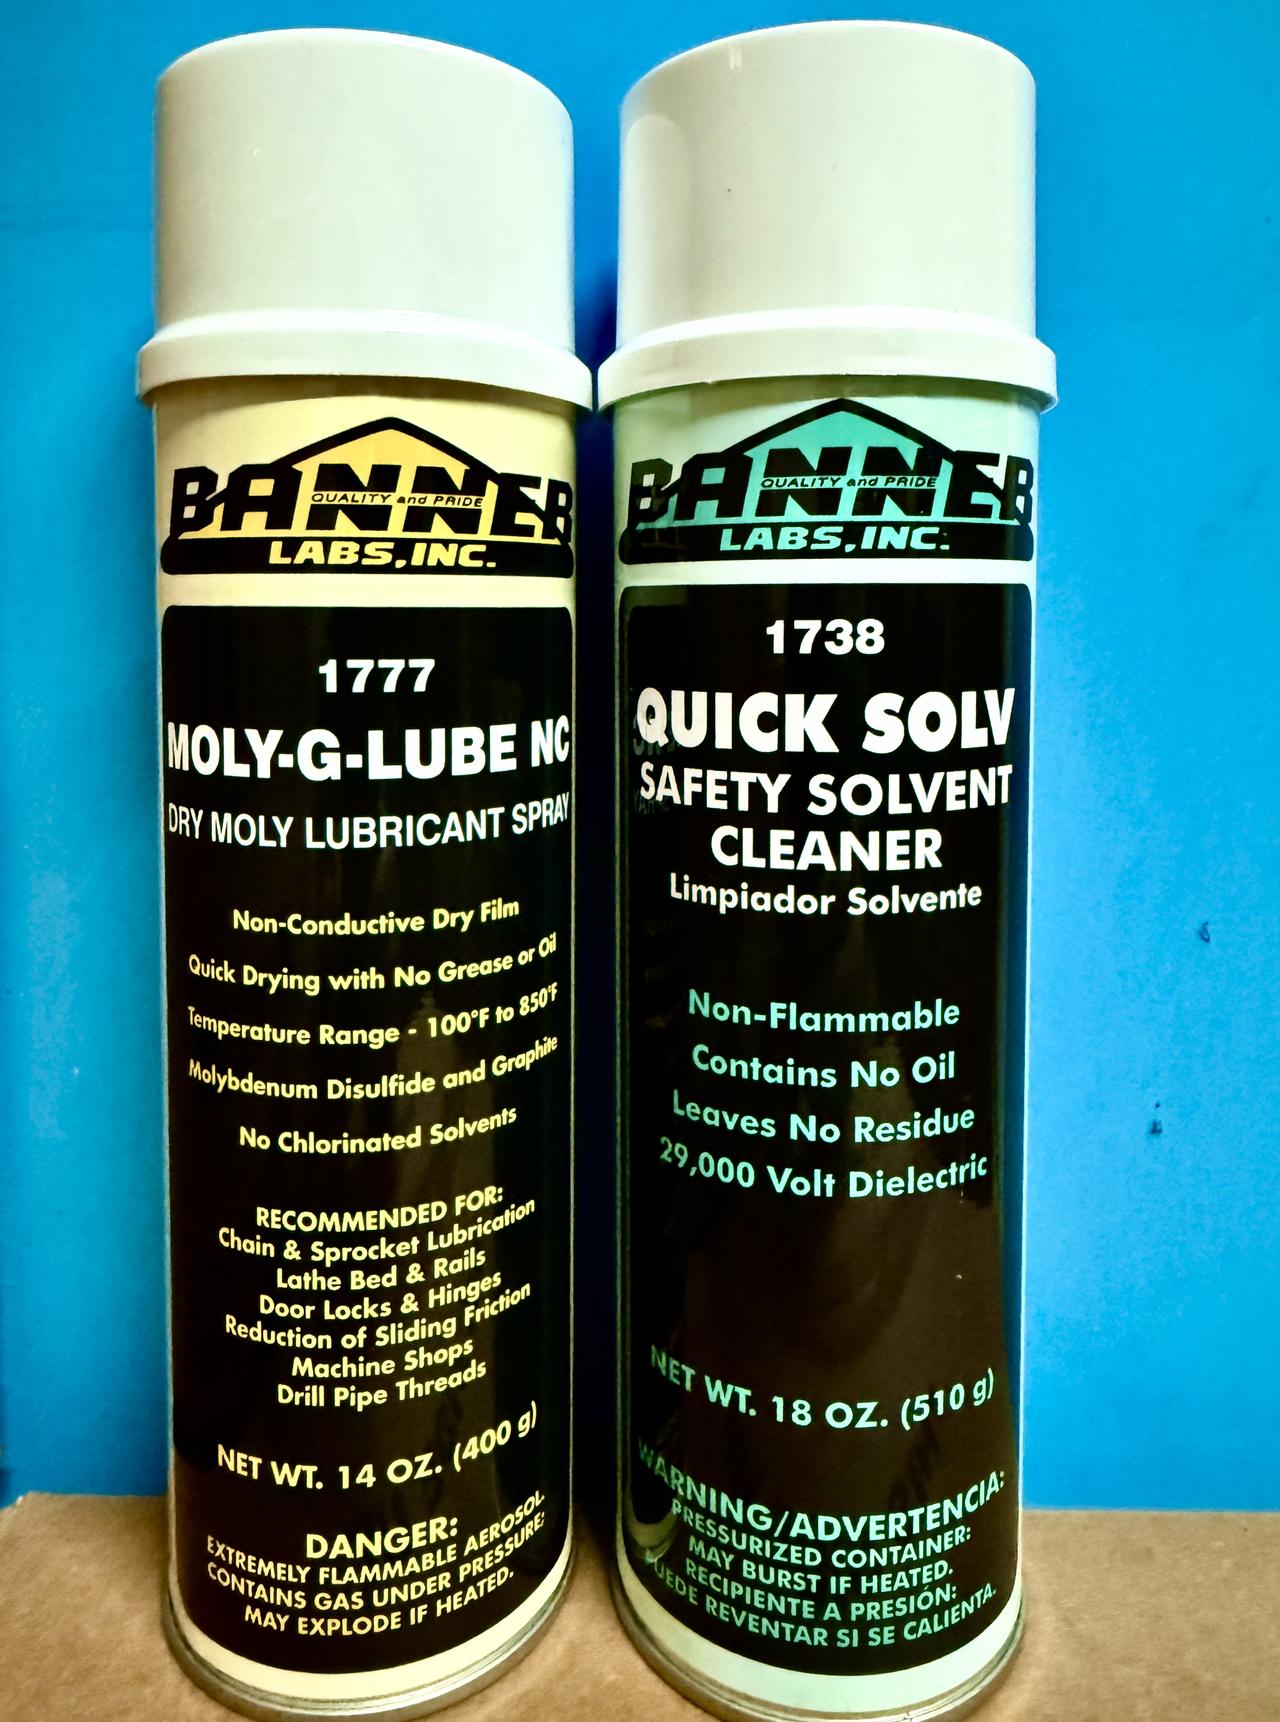 BANNER
QUALITY and PRIDE
LABS, INC.
1777
MOLY-G-LUBE NC
DRY MOLY LUBRICANT SPRAY
Non-Conductive Dry Film
Quick Drying with No Grease or Oil
Temperature Range - 100°F to 850°F
Molybdenum Disulfide and Graphite
No Chlorinated Solvents
RECOMMENDED FOR:
Chain & Sprocket Lubrication
Lathe Bed & Rails
Door Locks & Hinges
Reduction of Sliding Friction
Machine Shops
Drill Pipe Threads
NET WT. 14 OZ. (400 g)
DANGER:
EXTREMELY FLAMMABLE AEROSOL.
CONTAINS GAS UNDER PRESSURE;
MAY EXPLODE IF HEATED.
BANNER
QUALITY and PRIDE
LABS, INC.
1738
QUICK SOLV
SAFETY SOLVENT
CLEANER
Limpiador Solvente
Non-Flammable
Contains No Oil
Leaves No Residue
29,000 Volt Dielectric
NET WT. 18 OZ. (510 g)
WARNING/ADVERTENCIA:
PRESSURIZED CONTAINER:
MAY BURST IF HEATED.
RECIPIENTE A PRESIÓN:
PUEDE REVENTAR SI SE CALIENTA.